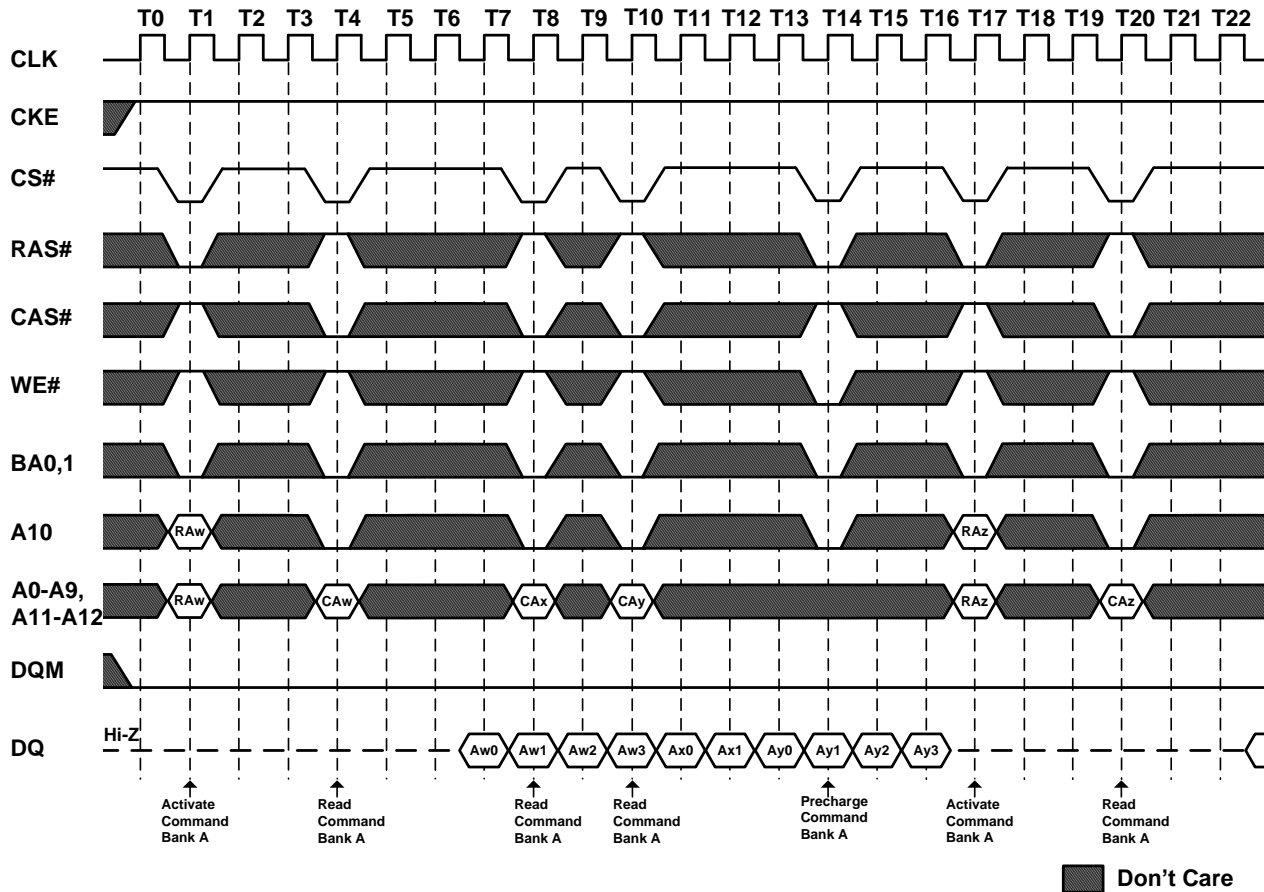 T0 T1 T2 T3 T4 T5 T6 T7 T8 T9 T10 T11 T12 T13 T14 T15 T16 T17 T18 T19 T20 T21 T22
CLK
CKE
CS#
RAS#
CAS#
WE#
BA0,1
A10 RAw RAz
A0-A9,
A11-A12
RAw CAw CAx CAy RAz CAz
DQM
Hi-Z
DQ Aw0 Aw1 Aw2 Aw3 Ax0 Ax1 Ay0 Ay1 Ay2 Ay3
Activate
Command
Bank A
Read
Command
Bank A
Read
Command
Bank A
Read
Command
Bank A
Precharge
Command
Bank A
Activate
Command
Bank A
Read
Command
Bank A
Don't Care